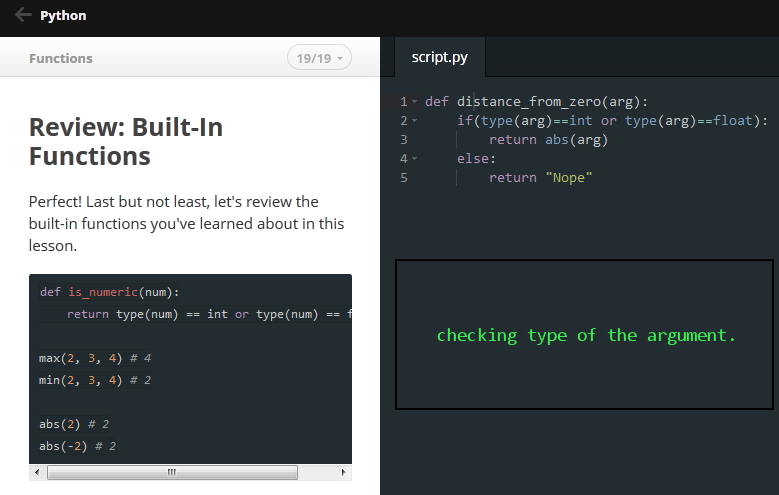 Python
Functions
19/19
Review: Built-In
Functions
Perfect! Last but not least, let's review the
built-in functions you've learned about in this
lesson.
def is_numeric(num):
    return type(num) == int or type(num) == f
max(2, 3, 4) # 4
min(2, 3, 4) # 2
abs(2) # 2
abs(-2) # 2
script.py
1 def distance_from_zero(arg):
2     if(type(arg)==int or type(arg)==float):
3         return abs(arg)
4     else:
5         return "Nope"
checking type of the argument.